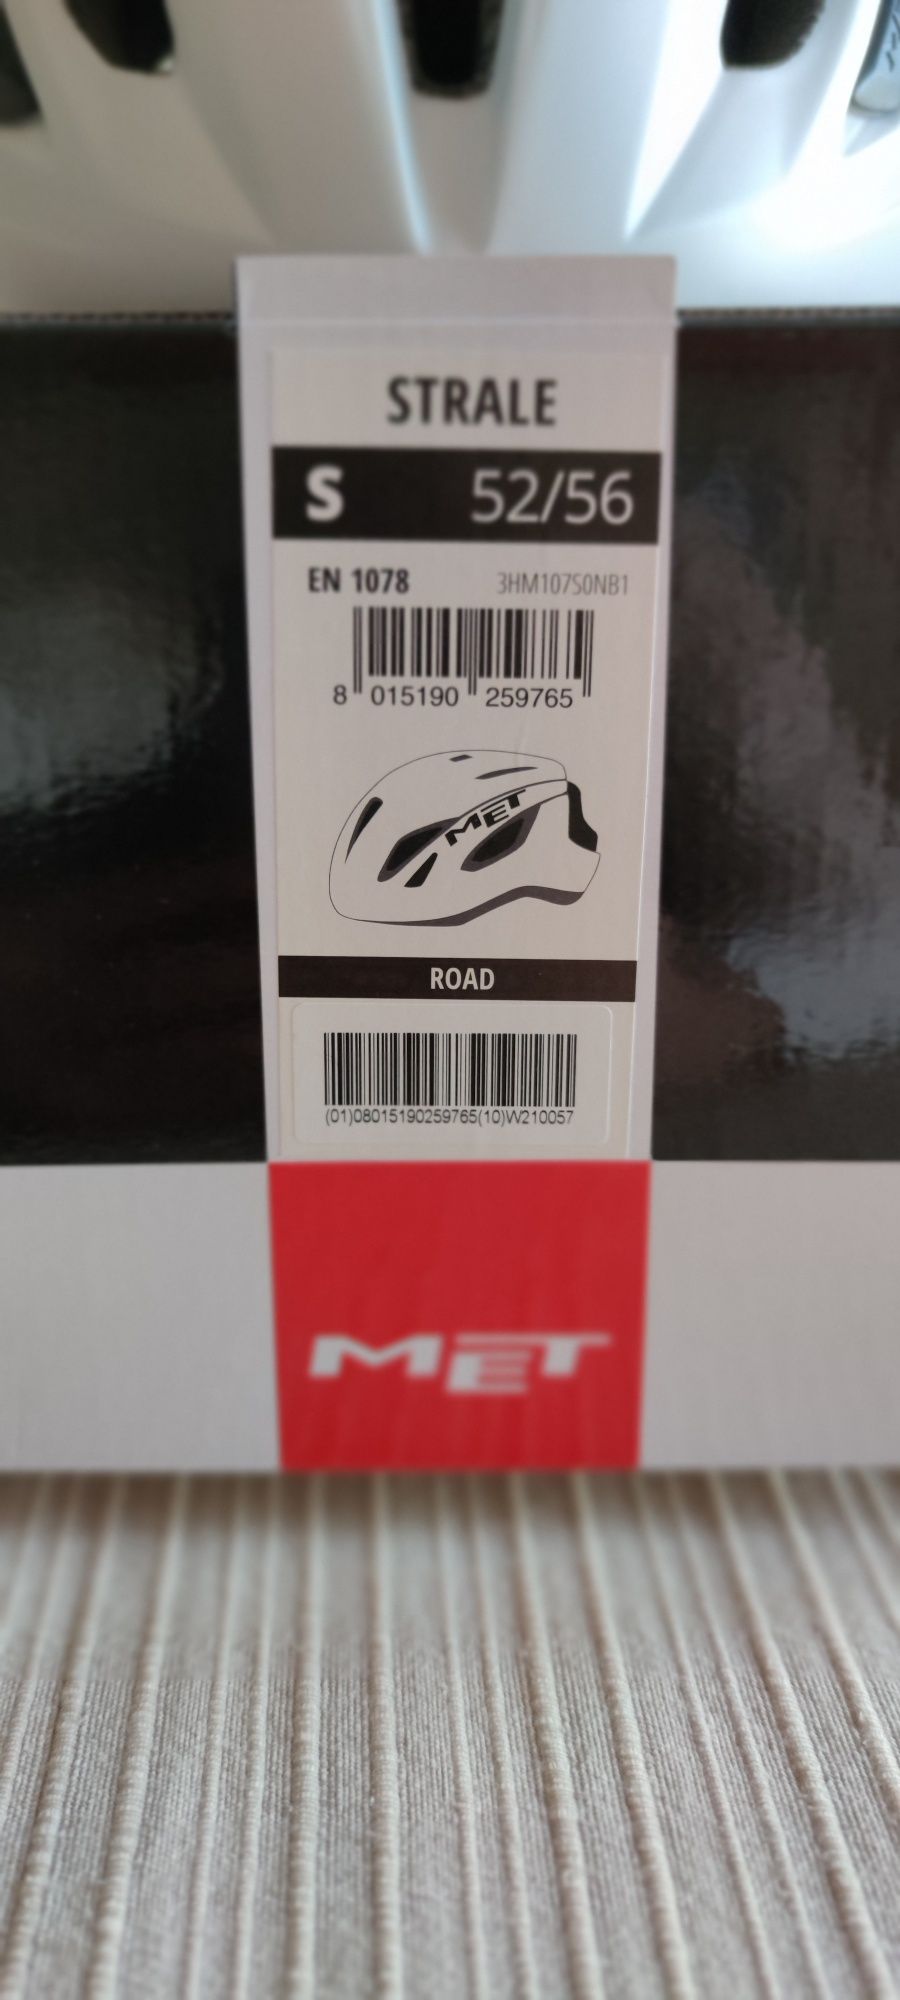 STRALE
S 52/56
EN 1078 3HM107S0NB1
8 015190 259765
MET
ROAD
(01)08015190259765(10)W210057
MET